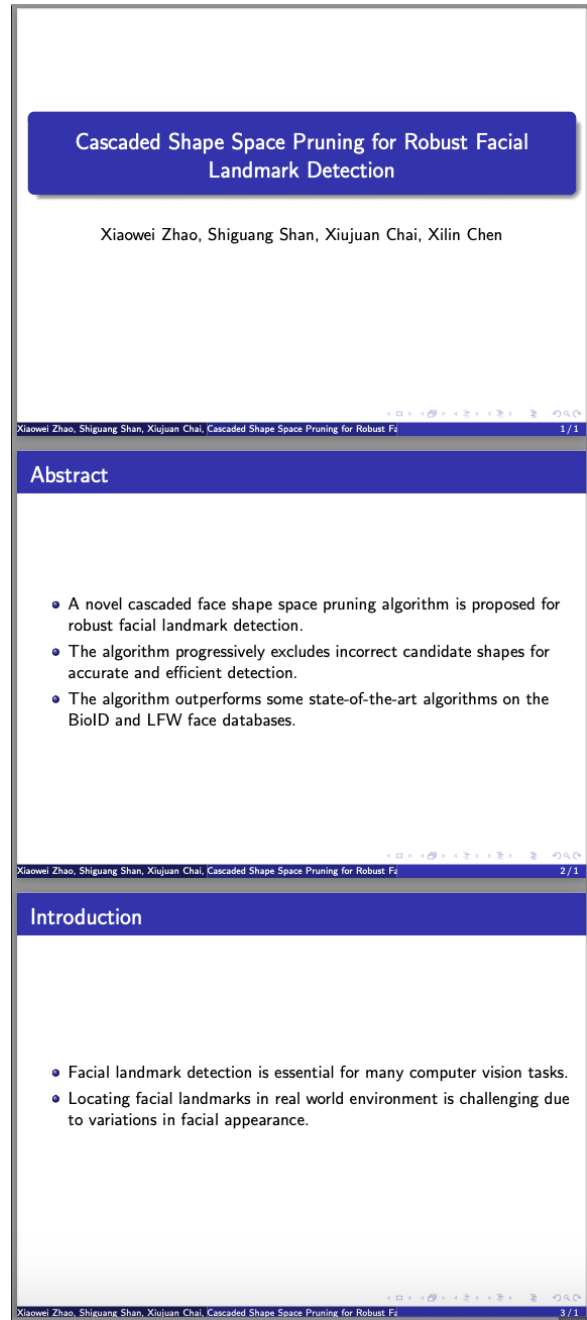 Cascaded Shape Space Pruning for Robust Facial
Landmark Detection
Xiaowei Zhao, Shiguang Shan, Xiujuan Chai, Xilin Chen
Xiaowei Zhao, Shiguang Shan, Xiujuan Chai, Cascaded Shape Space Pruning for Robust Fa 1 / 1
Abstract
A novel cascaded face shape space pruning algorithm is proposed for
robust facial landmark detection.
The algorithm progressively excludes incorrect candidate shapes for
accurate and efficient detection.
The algorithm outperforms some state-of-the-art algorithms on the
BioID and LFW face databases.
Xiaowei Zhao, Shiguang Shan, Xiujuan Chai, Cascaded Shape Space Pruning for Robust Fa 2 / 1
Introduction
Facial landmark detection is essential for many computer vision tasks.
Locating facial landmarks in real world environment is challenging due
to variations in facial appearance.
Xiaowei Zhao, Shiguang Shan, Xiujuan Chai, Cascaded Shape Space Pruning for Robust Fa 3 / 1